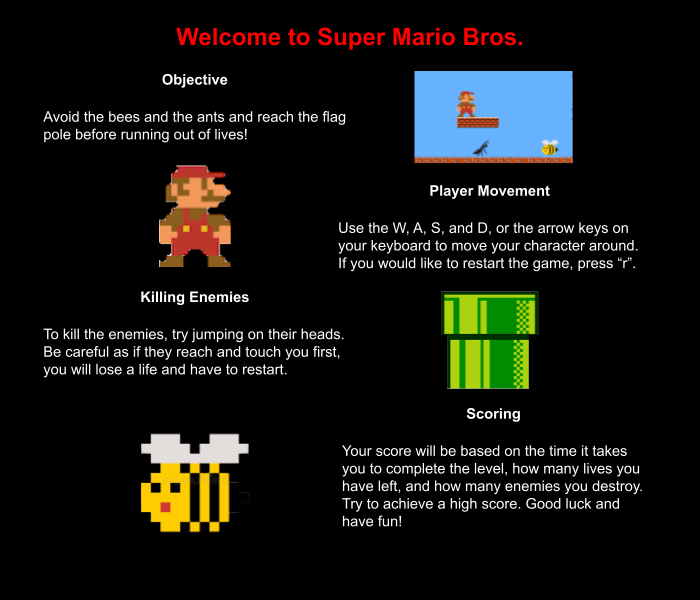 Welcome to Super Mario Bros.
Objective
Avoid the bees and the ants and reach the flag
pole before running out of lives!
Player Movement
Use the W, A, S, and D, or the arrow keys on
your keyboard to move your character around.
If you would like to restart the game, press “r”.
Killing Enemies
To kill the enemies, try jumping on their heads.
Be careful as if they reach and touch you first,
you will lose a life and have to restart.
Scoring
Your score will be based on the time it takes
you to complete the level, how many lives you
have left, and how many enemies you destroy.
Try to achieve a high score. Good luck and
have fun!